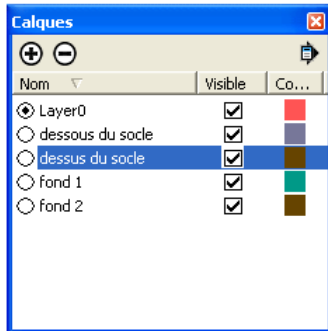 Calques
Nom Visible Co...
Layer0
dessous du socle
dessus du socle
fond 1
fond 2